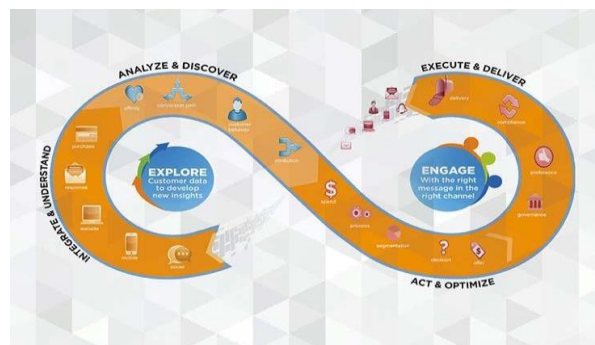 ANALYZE & DISCOVER
EXECUTE & DELIVER
INTEGRATE & UNDERSTAND
ACT & OPTIMIZE
EXPLORE
Customer data
to develop
new insights
ENGAGE
With the right
message in the
right channel
affinity
conversion path
customer
behavior
attribution
purchase
response
website
mobile
social
spend
process
segmentation
decision
offer
governance
preference
compliance
delivery